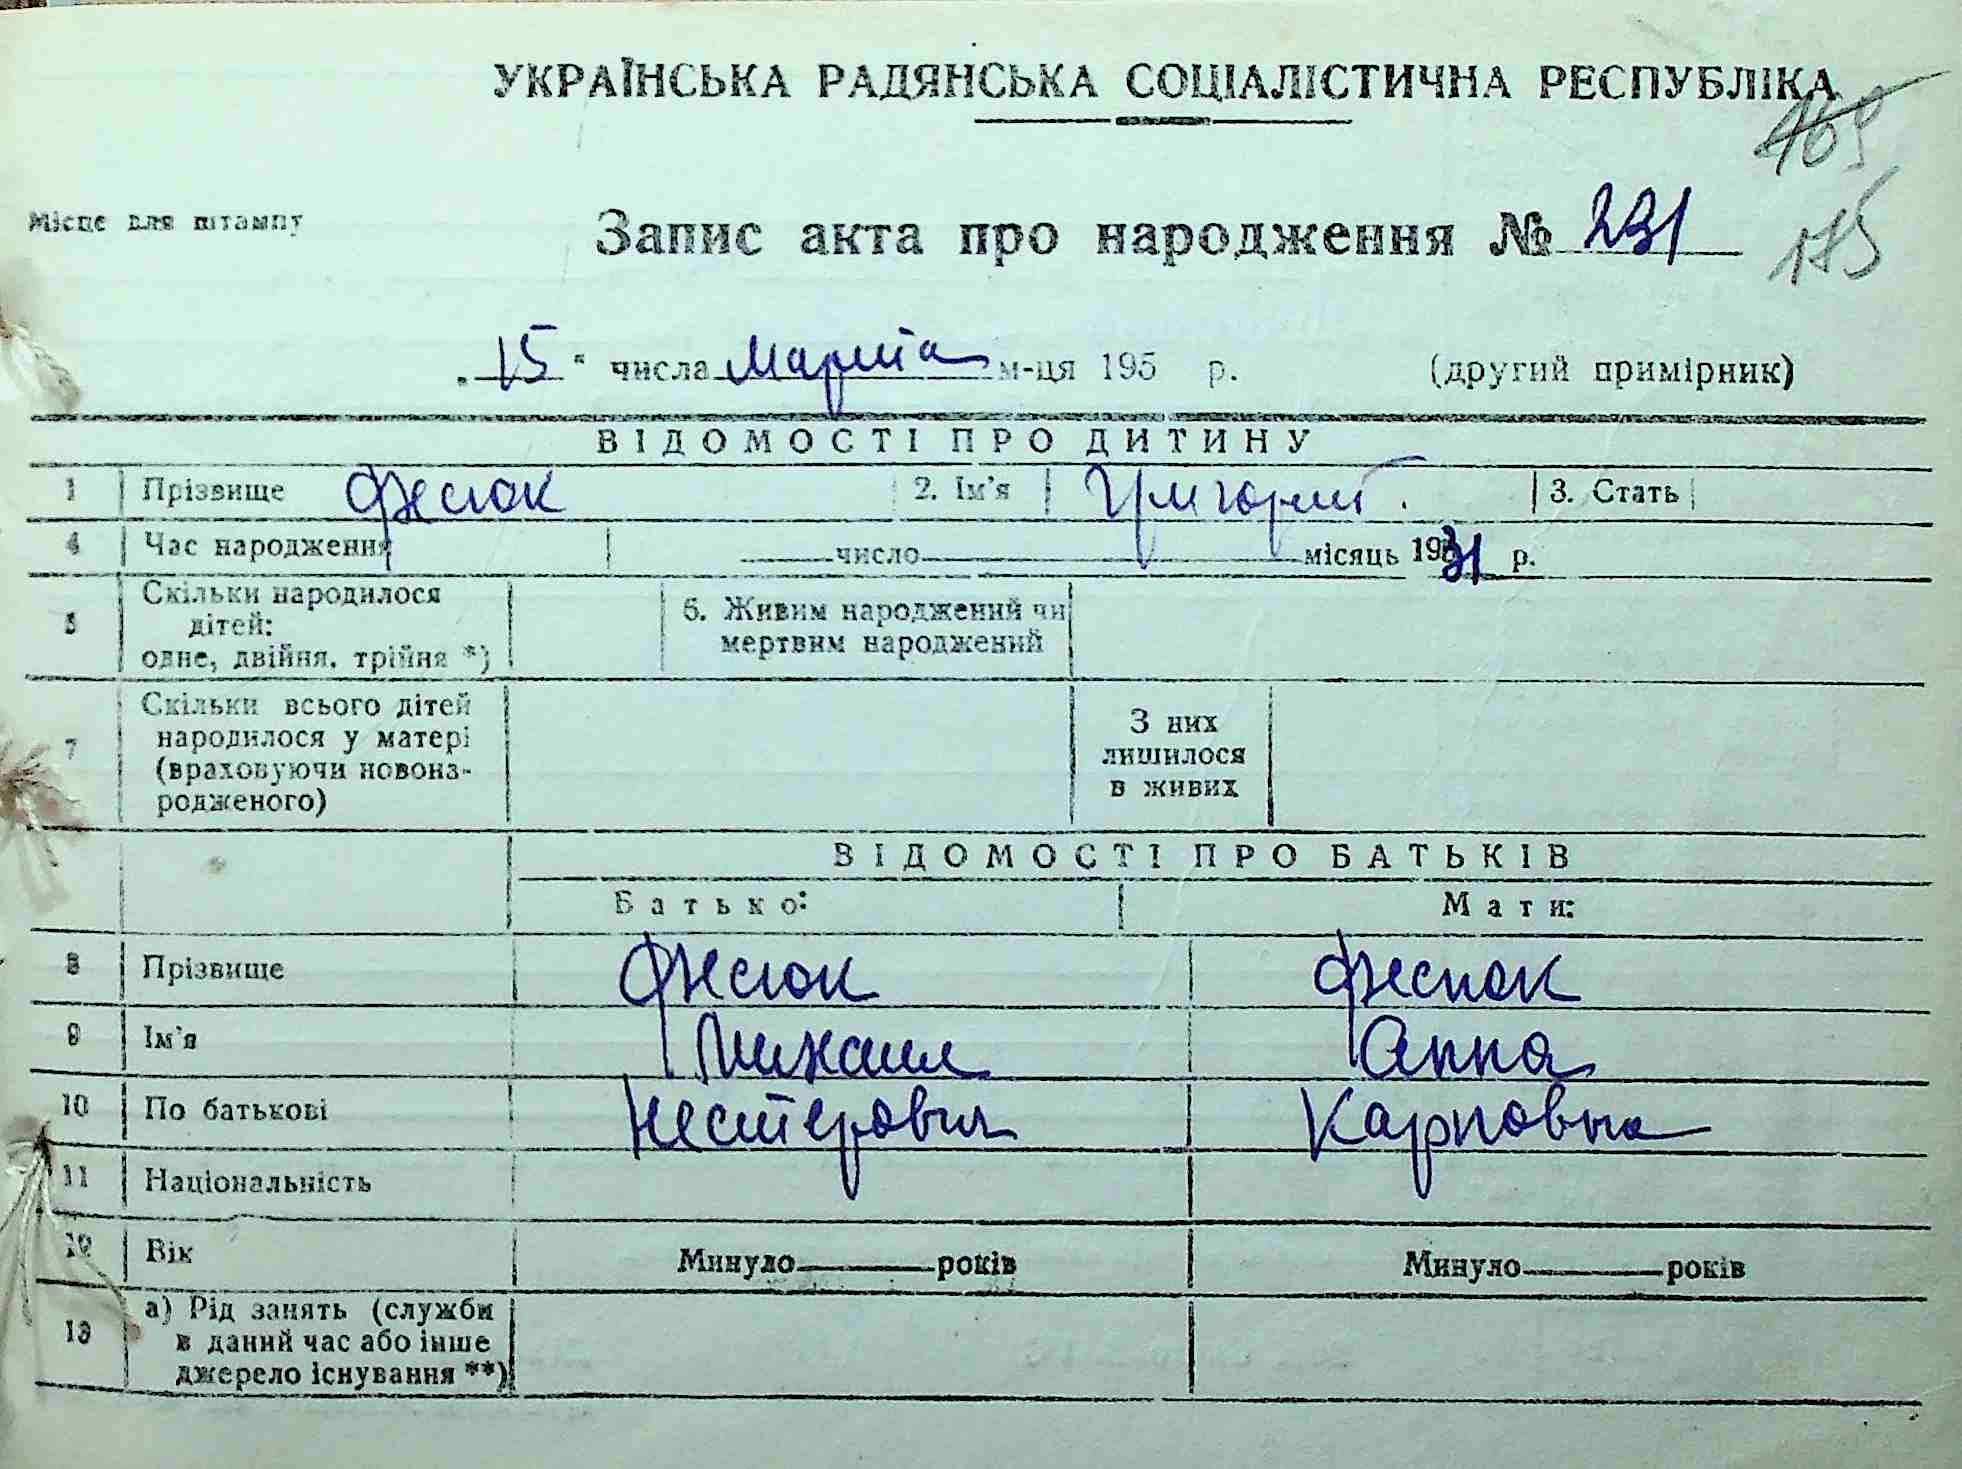 УКРАЇНСЬКА РАДЯНСЬКА СОЦІАЛІСТИЧНА РЕСПУБЛІКА
169
Місце для штампу
Запис акта про народження № 231
175
„15" числа марта м-ця 195 р. (другий примірник)
ВІДОМОСТІ ПРО ДИТИНУ
1 Прізвище Фесюк 2. Ім'я Григорий. 3. Стать
4 Час народження число місяць 1931 р.
5 Скільки народилося дітей: одне, двійня, трійня *) 6. Живим народжений чи мертвим народжений
7 Скільки всього дітей народилося у матері (враховуючи новона-родженого) З них лишилося в живих
ВІДОМОСТІ ПРО БАТЬКІВ
Батько: Мати:
8 Прізвище Фесюк Фесюк
9 Ім'я Михаил Анна
10 По батькові Нестерович Карповна
11 Національність
12 Вік Минуло років Минуло років
13 а) Рід занять (служби в даний час або інше джерело існування **)